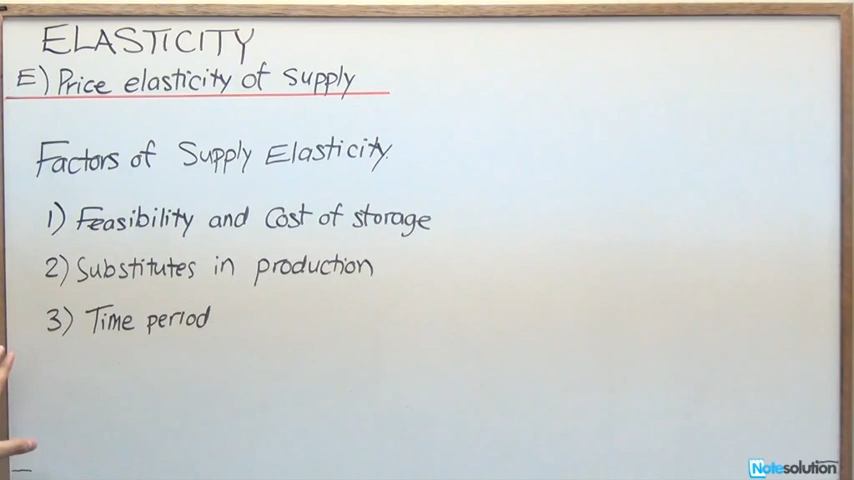 ELASTICITY
E) Price elasticity of supply
Factors of Supply Elasticity
1) Feasibility and Cost of storage
2) Substitutes in production
3) Time period
Notesolution